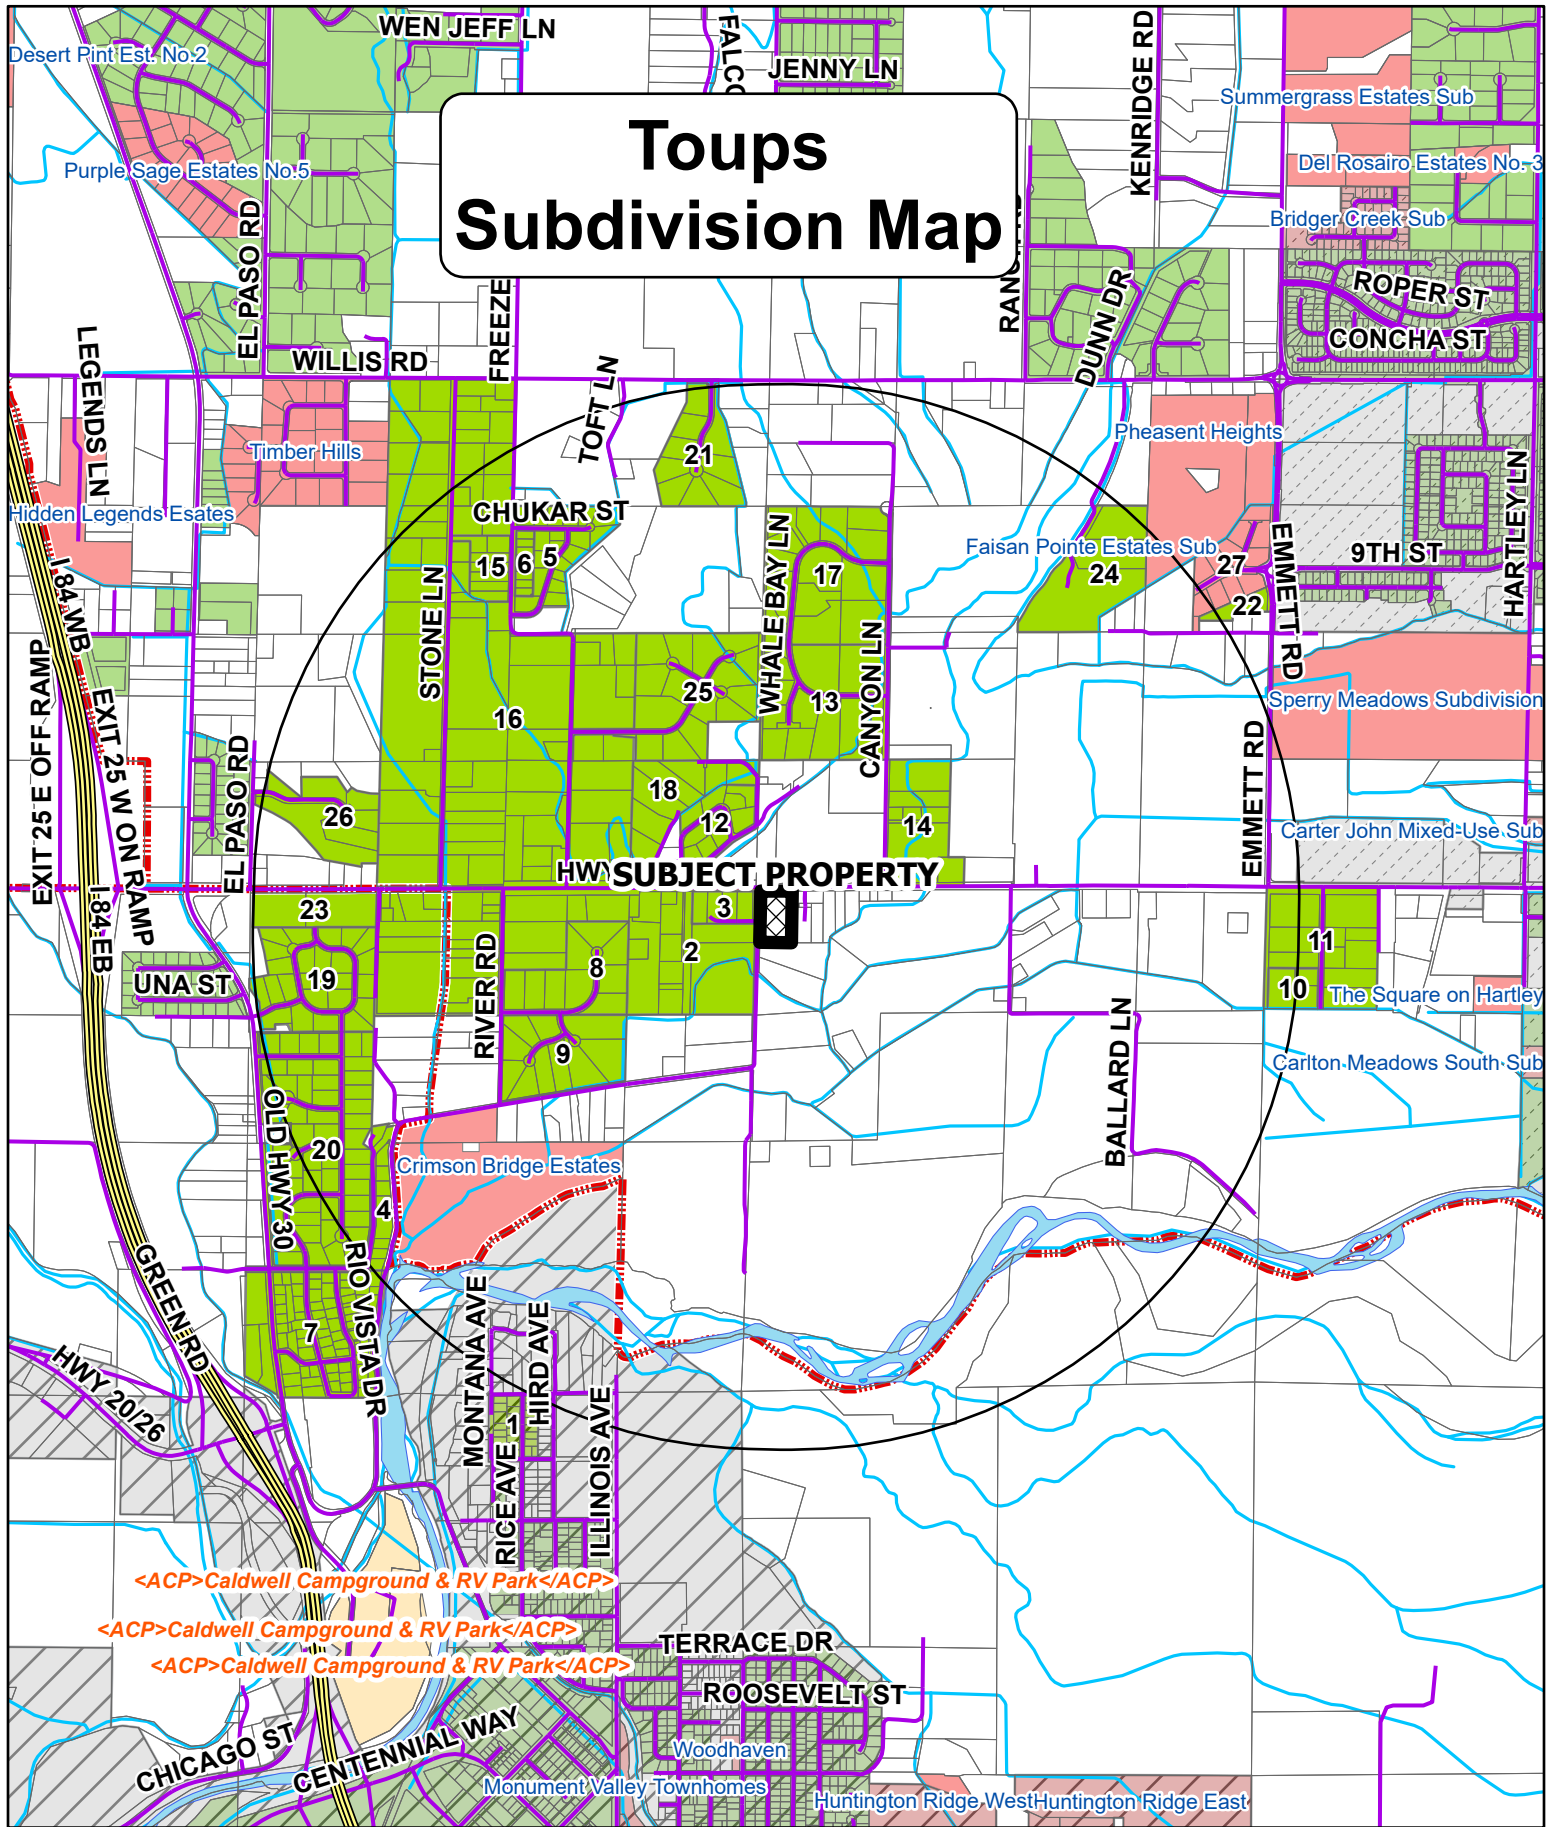 WEN JEFF LN
FALCO
KENRIDGE RD
Desert Pint Est. No.2
JENNY LN
Summergrass Estates Sub
Toups
Subdivision Map
Purple Sage Estates No.5
Del Rosairo Estates No. 3
Bridger Creek Sub
EL PASO RD
FREEZE
DUNN DR
ROPER ST
CONCHA ST
LEGENDS LN
WILLIS RD
TOFT LN
Timber Hills
21
Pheasent Heights
HARTLEY LN
Hidden Legends Esates
CHUKAR ST
15
6
5
17
Faisan Pointe Estates Sub
24
27
22
9TH ST
EMMETT RD
I 84 WB
STONE LN
WHALE BAY LN
CANYON LN
EXIT 25 E OFF RAMP
EXIT 25 W ON RAMP
25
13
16
Sperry Meadows Subdivision
EL PASO RD
EMMETT RD
18
26
12
14
Carter John Mixed Use Sub
HWY
SUBJECT PROPERTY
I 84 EB
23
3
11
2
8
19
UNA ST
RIVER RD
10
The Square on Hartley
9
BALLARD LN
Carlton Meadows South Sub
OLD HWY 30
20
Crimson Bridge Estates
4
GREEN RD
RIO VISTA DR
MONTANA AVE
HIRD AVE
7
HWY 20/26
1
RICE AVE
ILLINOIS AVE
<ACP>Caldwell Campground & RV Park</ACP>
<ACP>Caldwell Campground & RV Park</ACP>
<ACP>Caldwell Campground & RV Park</ACP>
TERRACE DR
ROOSEVELT ST
CHICAGO ST
CENTENNIAL WAY
Woodhaven
Monument Valley Townhomes
Huntington Ridge West
Huntington Ridge East